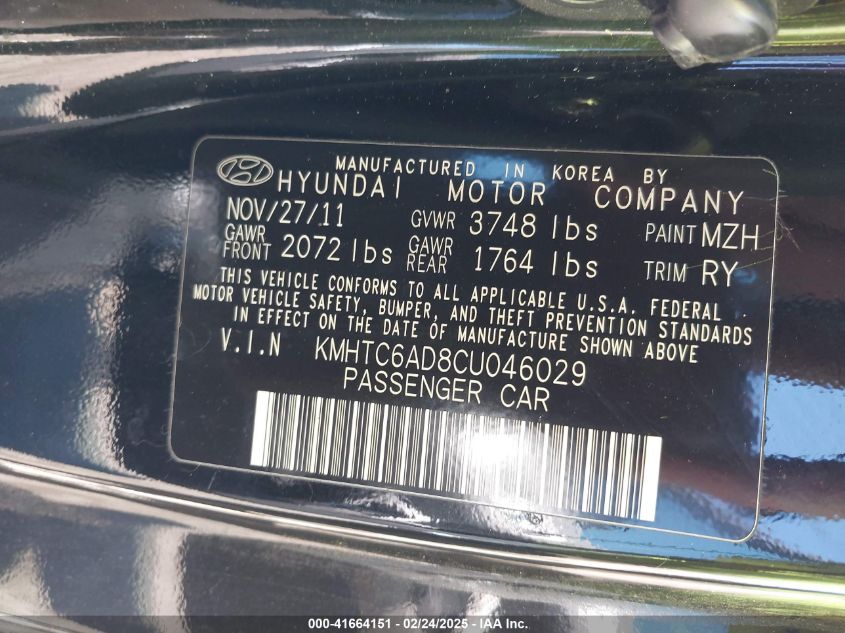 MANUFACTURED IN KOREA BY
HYUNDAI MOTOR COMPANY
NOV/27/11 GVWR 3748 lbs PAINT MZH
GAWR FRONT 2072 lbs GAWR REAR 1764 lbs TRIM RY
THIS VEHICLE CONFORMS TO ALL APPLICABLE U.S.A. FEDERAL
MOTOR VEHICLE SAFETY, BUMPER, AND THEFT PREVENTION STANDARDS
IN EFFECT ON THE DATE OF MANUFACTURE SHOWN ABOVE
V.I.N KMHTC6AD8CU046029
PASSENGER CAR
000-41664151 - 02/24/2025 - IAA Inc.